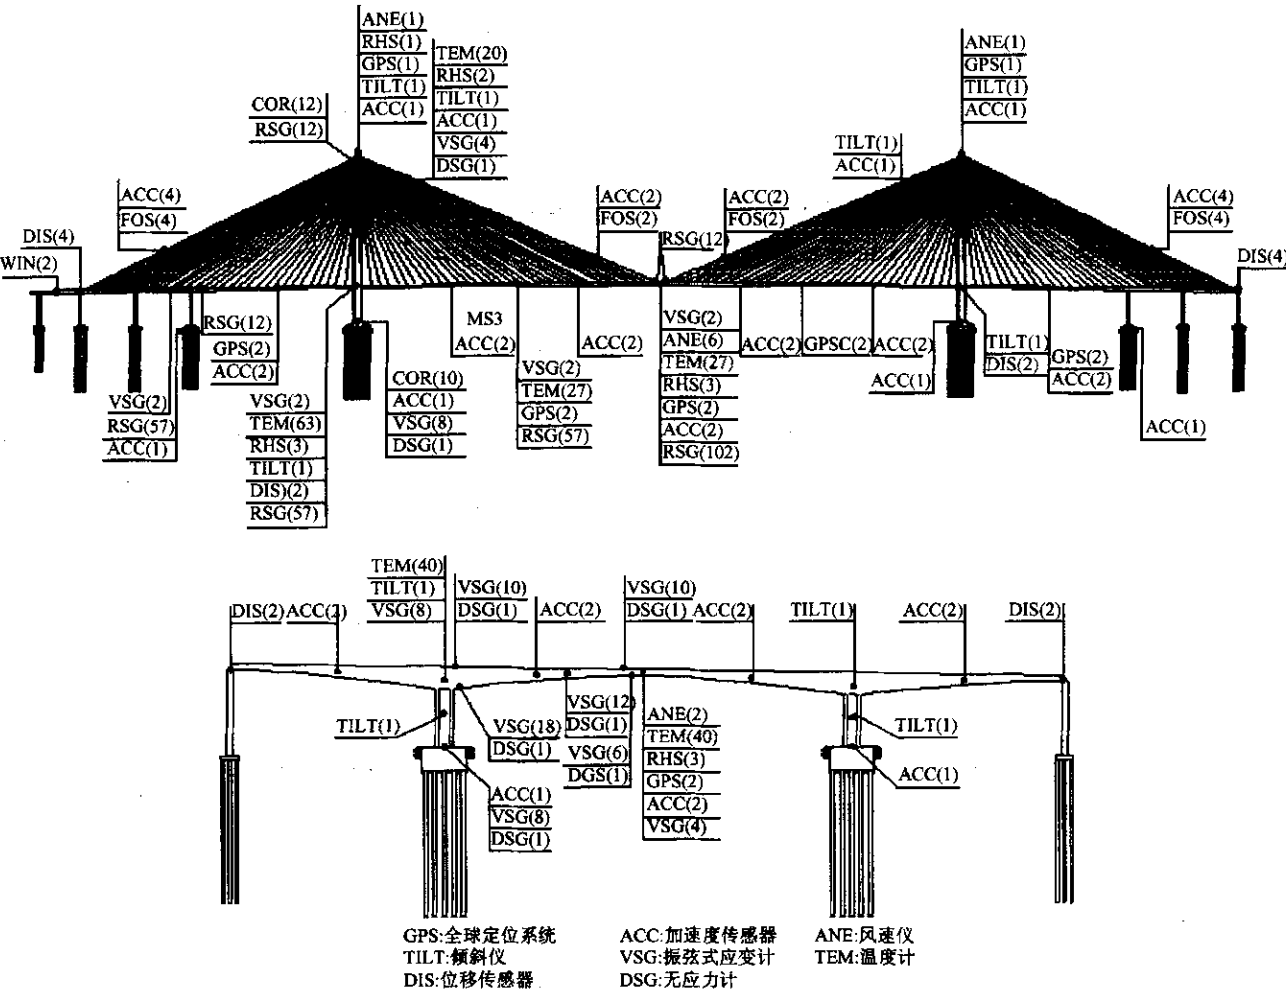 ANE(1)
RHS(1)
GPS(1)
TILT(1)
ACC(1)
TEM(20)
RHS(2)
TILT(1)
ACC(1)
VSG(4)
DSG(1)
COR(12)
RSG(12)
ANE(1)
GPS(1)
TILT(1)
ACC(1)
TILT(1)
ACC(1)
ACC(4)
FOS(4)
ACC(2)
FOS(2)
ACC(2)
FOS(2)
ACC(4)
FOS(4)
DIS(4)
WIN(2)
RSG(12)
DIS(4)
RSG(12)
GPS(2)
ACC(2)
VSG(2)
RSG(57)
ACC(1)
VSG(2)
TEM(63)
RHS(3)
TILT(1)
DIS)(2)
RSG(57)
COR(10)
ACC(1)
VSG(8)
DSG(1)
MS3
ACC(2)
VSG(2)
TEM(27)
GPS(2)
RSG(57)
ACC(2)
VSG(2)
ANE(6)
TEM(27)
RHS(3)
GPS(2)
ACC(2)
RSG(102)
ACC(2)
GPSC(2)
ACC(2)
ACC(1)
TILT(1)
DIS(2)
GPS(2)
ACC(2)
ACC(1)
TEM(40)
TILT(1)
VSG(8)
DIS(2)
ACC(2)
VSG(10)
DSG(1)
ACC(2)
VSG(10)
DSG(1)
ACC(2)
TILT(1)
ACC(2)
DIS(2)
TILT(1)
VSG(18)
DSG(1)
VSG(12)
DSG(1)
VSG(6)
DGS(1)
ANE(2)
TEM(40)
RHS(3)
GPS(2)
ACC(2)
VSG(4)
TILT(1)
ACC(1)
ACC(1)
VSG(8)
DSG(1)
GPS:全球定位系统 ACC:加速度传感器 ANE:风速仪
TILT:倾斜仪 VSG:振弦式应变计 TEM:温度计
DIS:位移传感器 DSG:无应力计